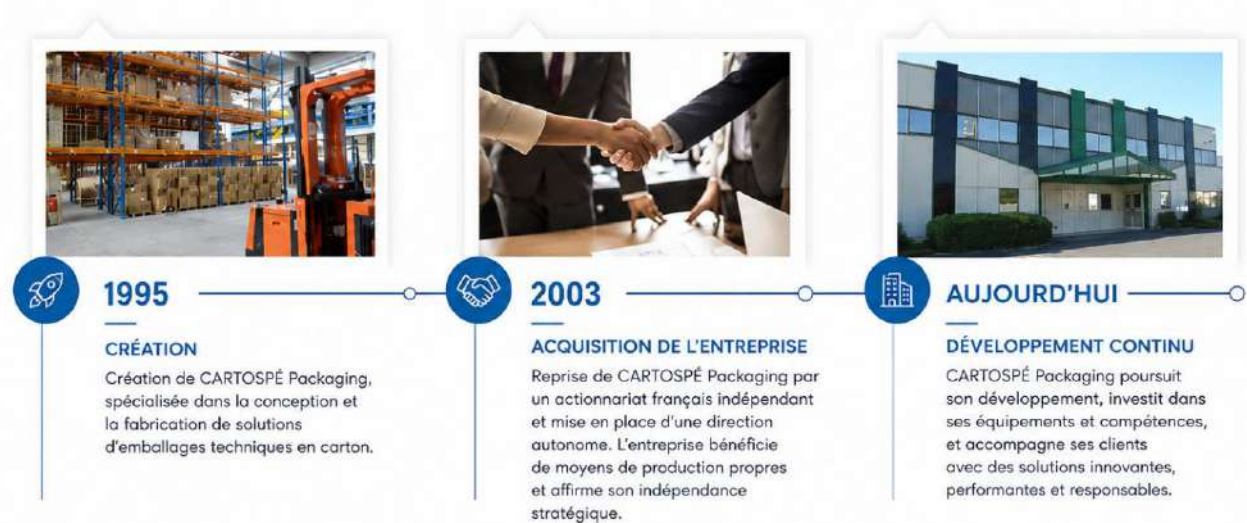 1995
CRÉATION
Création de CARTOSPÉ Packaging,
spécialisée dans la conception et
la fabrication de solutions
d'emballages techniques en carton.
2003
ACQUISITION DE L'ENTREPRISE
Reprise de CARTOSPÉ Packaging par
un actionnariat français indépendant
et mise en place d'une direction
autonome. L'entreprise bénéficie
de moyens de production propres
et affirme son indépendance
stratégique.
AUJOURD'HUI
DÉVELOPPEMENT CONTINU
CARTOSPÉ Packaging poursuit
son développement, investit dans
ses équipements et compétences,
et accompagne ses clients
avec des solutions innovantes,
performantes et responsables.